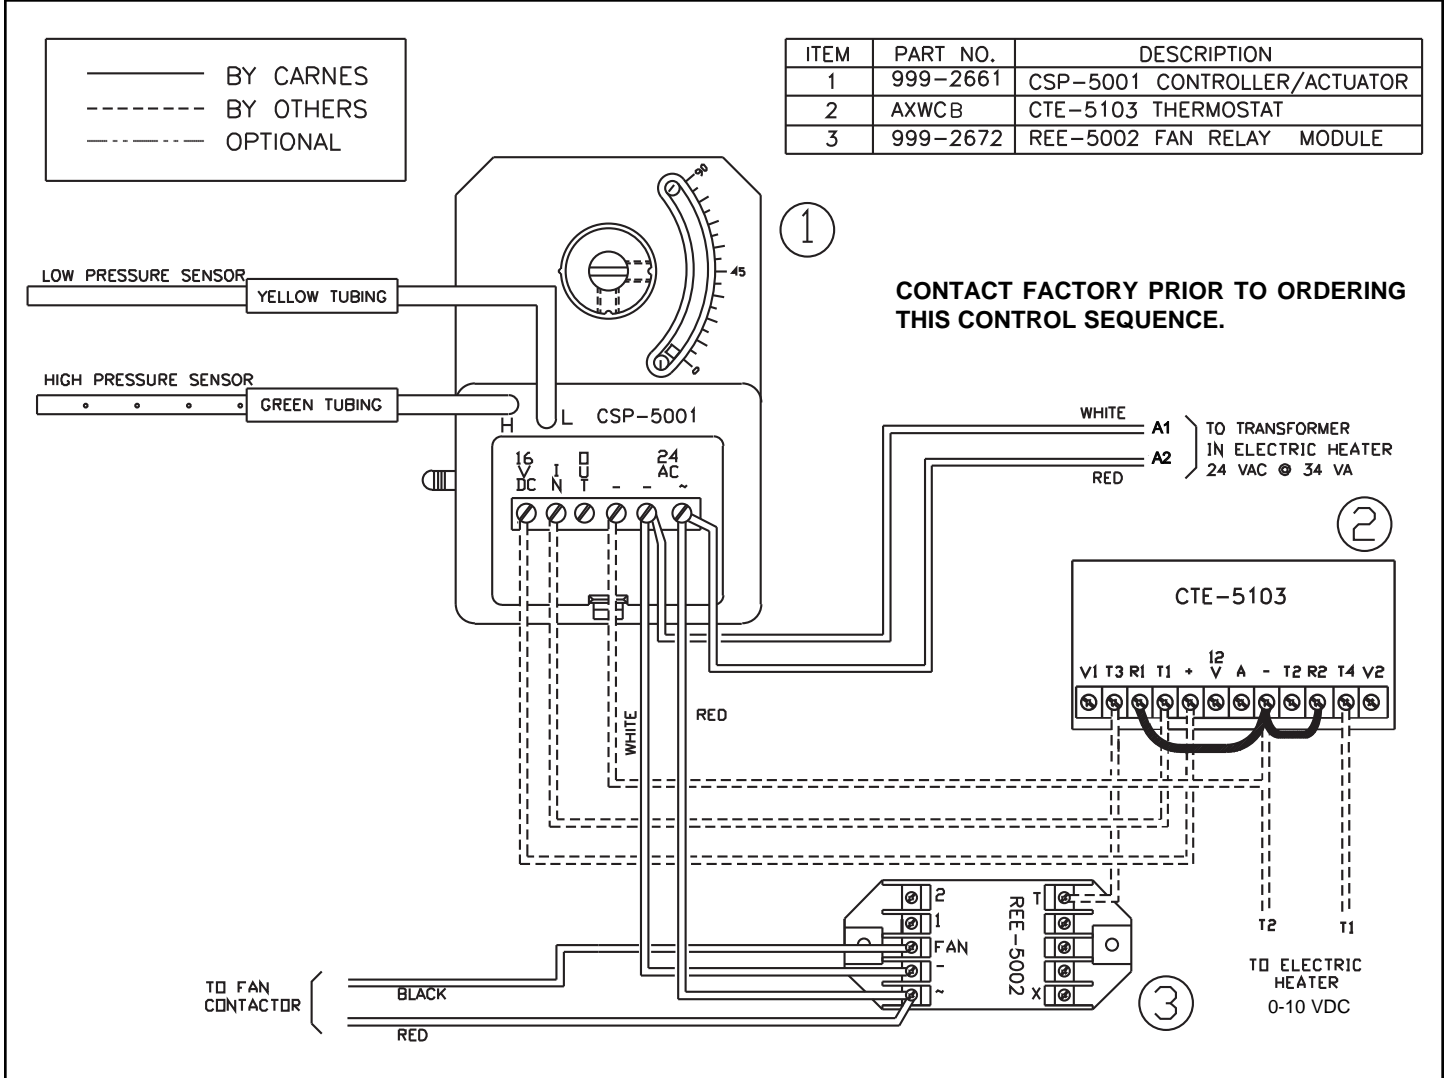 BY CARNES
BY OTHERS
OPTIONAL
ITEM PART NO. DESCRIPTION
1 999-2661 CSP-5001 CONTROLLER/ACTUATOR
2 AXWCB CTE-5103 THERMOSTAT
3 999-2672 REE-5002 FAN RELAY MODULE
90
45
0
1
LOW PRESSURE SENSOR
YELLOW TUBING
CONTACT FACTORY PRIOR TO ORDERING
THIS CONTROL SEQUENCE.
HIGH PRESSURE SENSOR
GREEN TUBING
H
L
CSP-5001
16 V DC
IN
OUT
-
-
24 AC
~
WHITE
A1
A2
RED
TO TRANSFORMER
IN ELECTRIC HEATER
24 VAC @ 34 VA
2
CTE-5103
V1 T3 R1 T1 + 12 V A - T2 R2 T4 V2
WHITE
RED
2
1
FAN
-
~
REE-5002
T
X
3
T2
T1
TO ELECTRIC
HEATER
0-10 VDC
TO FAN
CONTACTOR
BLACK
RED